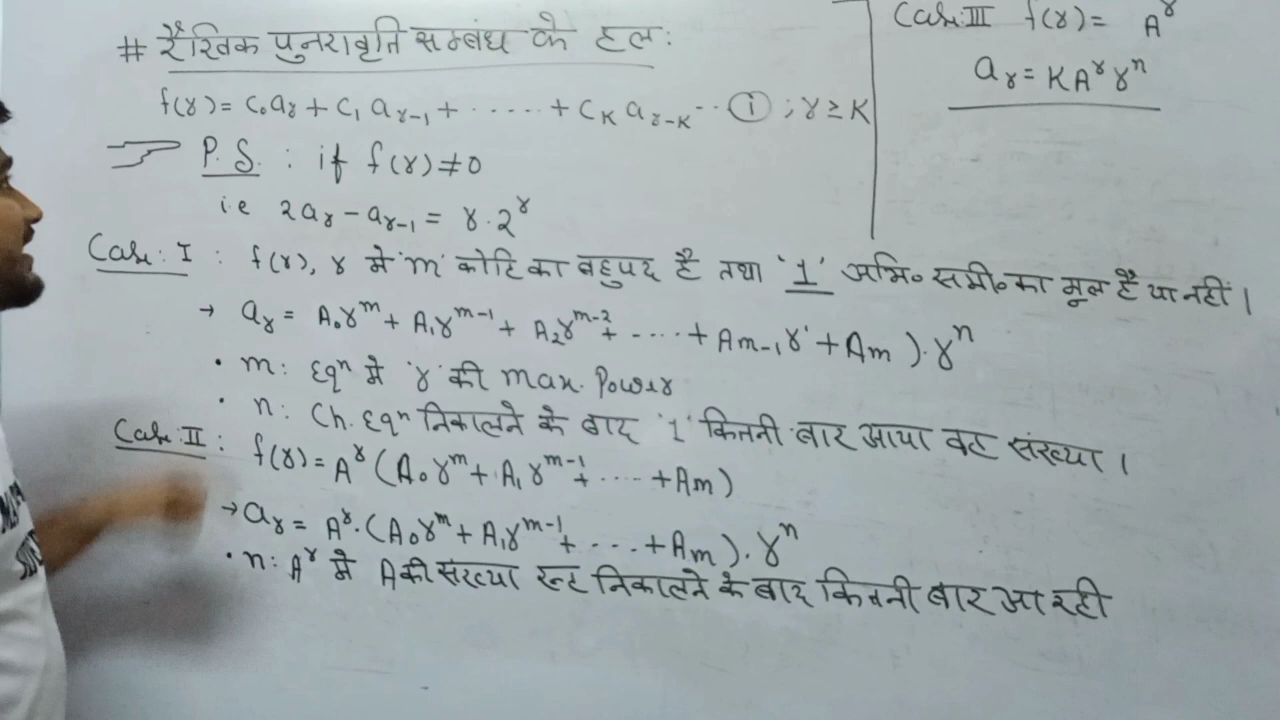 # रैखिक पुनरावृति सम्बंध के हल:
f(r) = C₀aᵣ + C₁aᵣ₋₁ + ...... + C_K aᵣ₋K -- (i) ; r ≥ K
P.S. : if f(r) ≠ 0
i.e 2aᵣ - aᵣ₋₁ = r.2ʳ
Case: I : f(r), r मे 'm' कोटि का बहुपद है तथा '1' अभि० समी० का मूल है या नहीं।
→ aᵣ = A₀rᵐ + A₁rᵐ⁻¹ + A₂rᵐ⁻² + ..... + Aₘ₋₁r' + Aₘ ). rⁿ
• m: Eqⁿ मे 'r' की max. Power
• n: Ch. Eqⁿ निकालने के बाद '1' कितनी बार आया वह संख्या।
Case: II : f(r) = Aʳ (A₀rᵐ + A₁rᵐ⁻¹ + .... + Aₘ)
→ aᵣ = Aʳ. (A₀rᵐ + A₁rᵐ⁻¹ + ... + Aₘ). rⁿ
• n: Aʳ मे A की संख्या रूट निकालने के बाद कितनी बार आ रही
Case: III f(r) = Aʳ
aᵣ = KAʳrⁿ